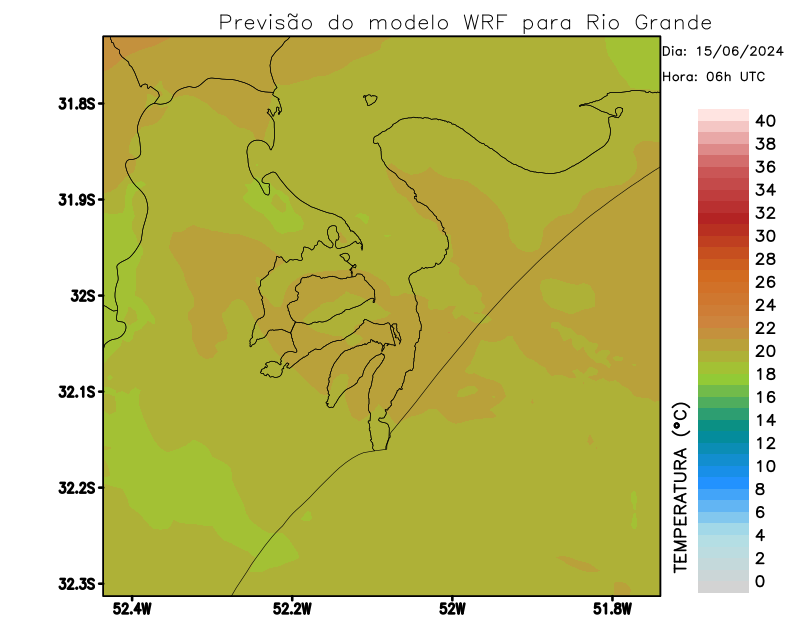 Previsão do modelo WRF para Rio Grande
Dia: 15/06/2024
Hora: 06h UTC
31.8S
31.9S
32S
32.1S
32.2S
32.3S
52.4W
52.2W
52W
51.8W
TEMPERATURA (°C)
40
38
36
34
32
30
28
26
24
22
20
18
16
14
12
10
8
6
4
2
0